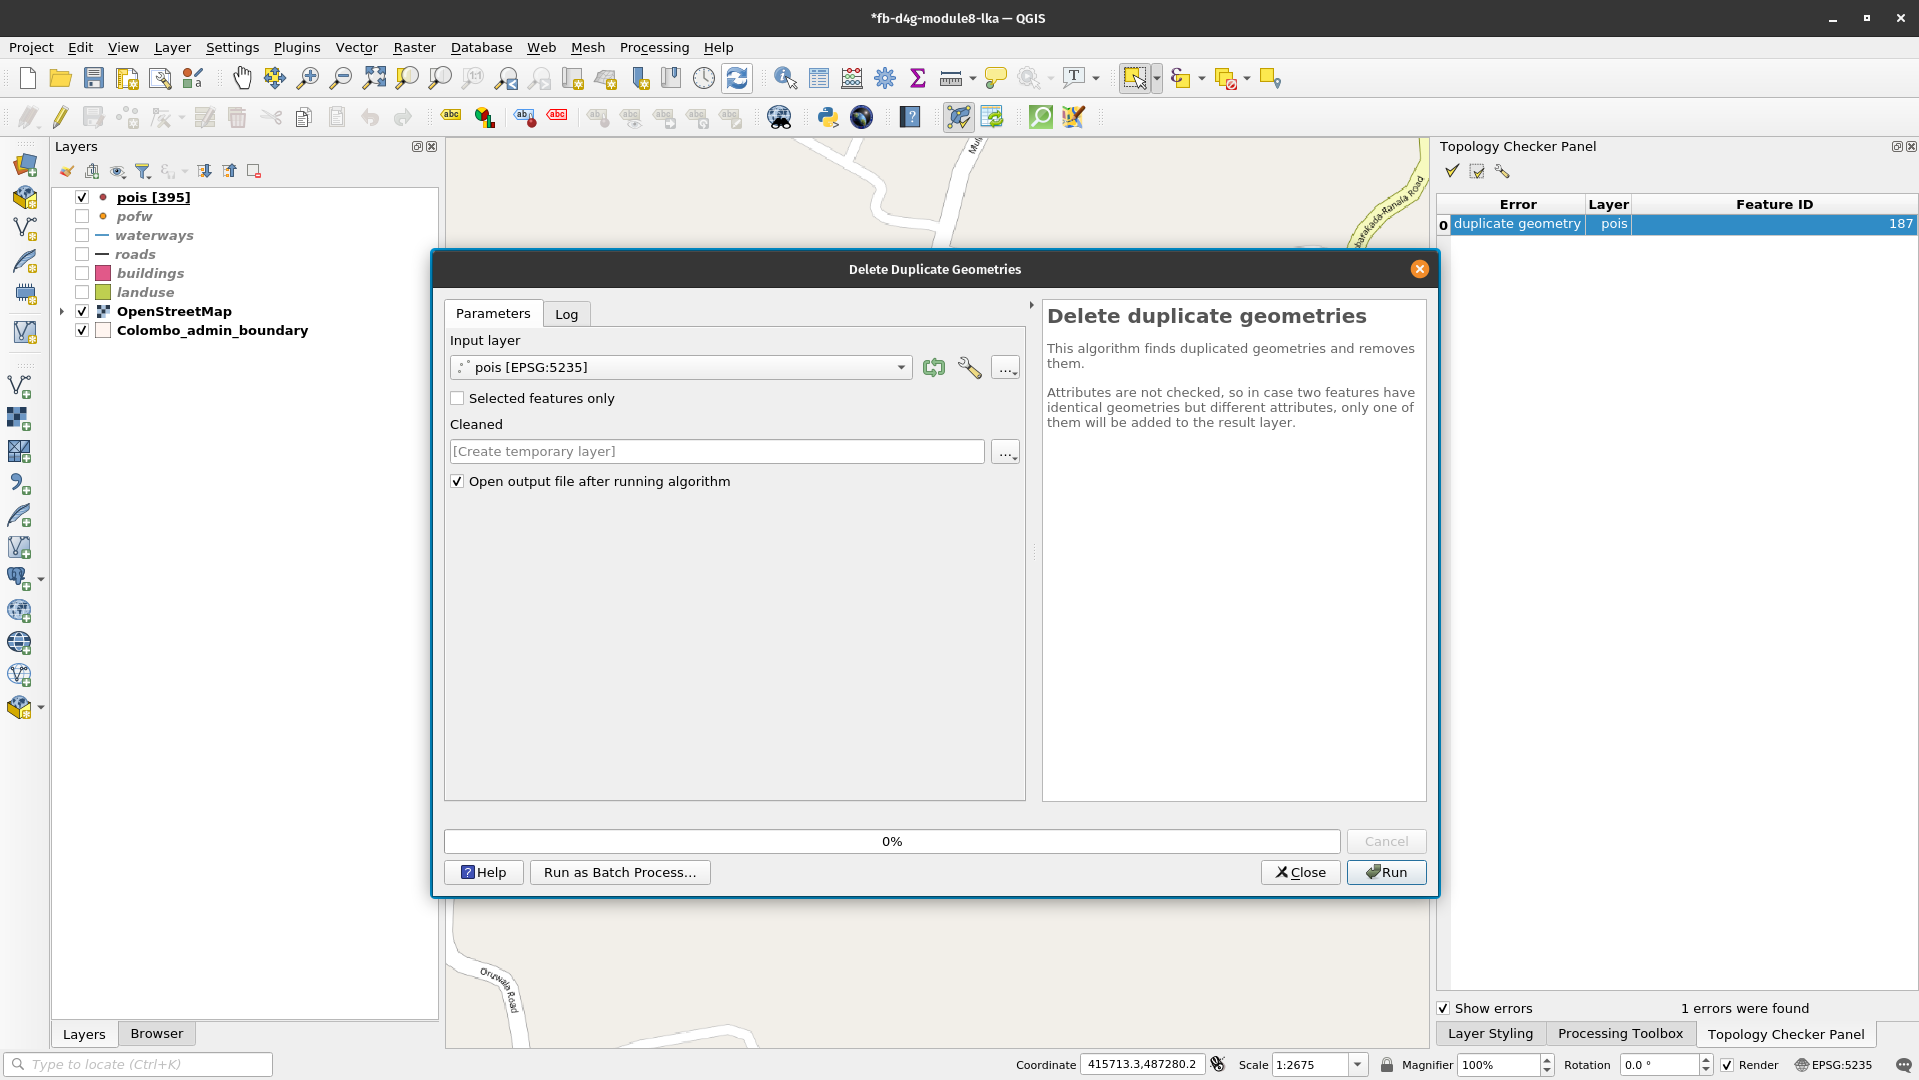 *fb-d4g-module8-lka — QGIS
Project Edit View Layer Settings Plugins Vector Raster Database Web Mesh Processing Help
Layers
pois [395]
pofw
waterways
roads
buildings
landuse
OpenStreetMap
Colombo_admin_boundary
Layers Browser
Type to locate (Ctrl+K)
Oruwala Road
Delete Duplicate Geometries
Parameters Log
Input layer
pois [EPSG:5235]
Selected features only
Cleaned
[Create temporary layer]
Open output file after running algorithm
Delete duplicate geometries
This algorithm finds duplicated geometries and removes
them.
Attributes are not checked, so in case two features have
identical geometries but different attributes, only one of
them will be added to the result layer.
0%
Cancel
Help Run as Batch Process... Close Run
Topology Checker Panel
Error Layer Feature ID
0 duplicate geometry pois 187
Show errors 1 errors were found
Layer Styling Processing Toolbox Topology Checker Panel
Coordinate 415713.3,487280.2 Scale 1:2675 Magnifier 100% Rotation 0.0 ° Render EPSG:5235